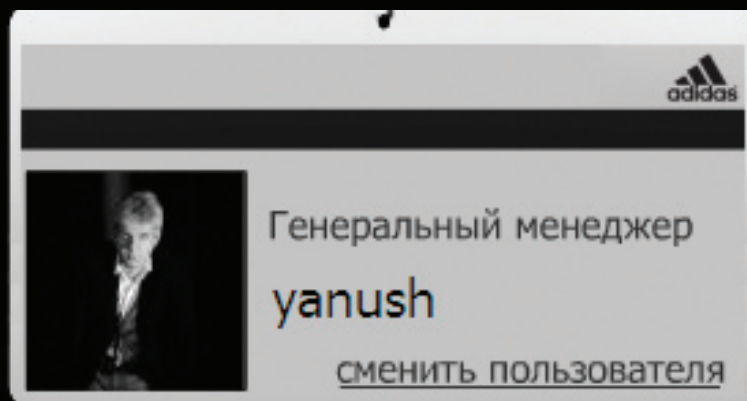 adidas
Генеральный менеджер
yanush
сменить пользователя